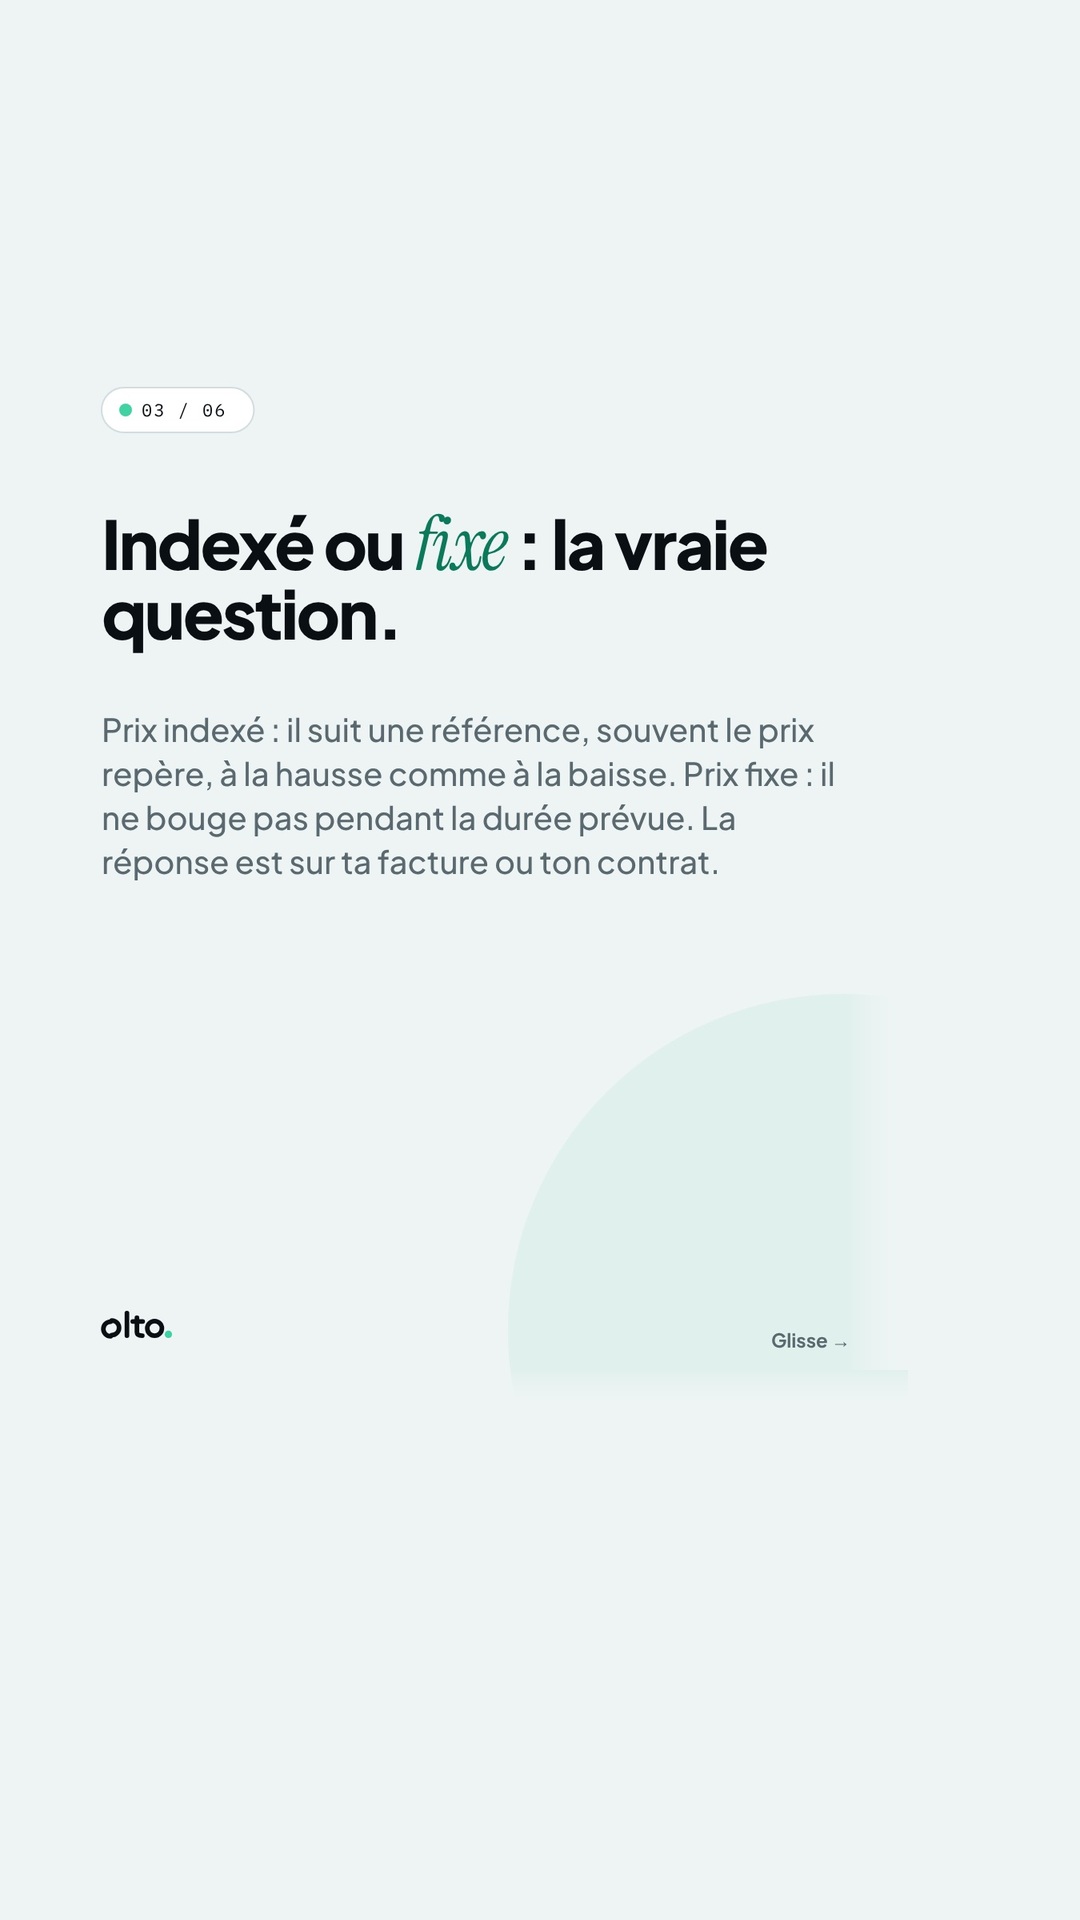 03 / 06
Indexé ou fixe : la vraie
question.
Prix indexé : il suit une référence, souvent le prix
repère, à la hausse comme à la baisse. Prix fixe : il
ne bouge pas pendant la durée prévue. La
réponse est sur ta facture ou ton contrat.
olto.
Glisse →